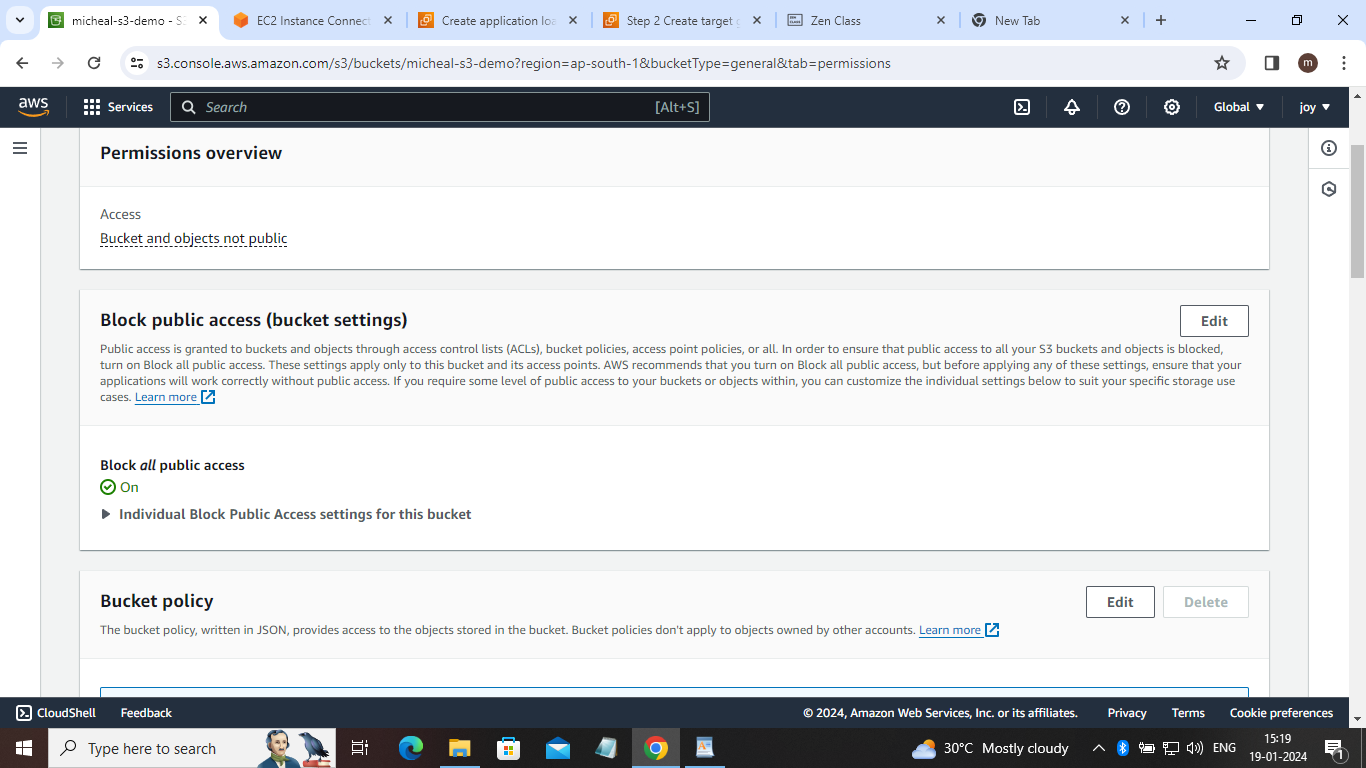 micheal-s3-demo - S3
EC2 Instance Connect
Create application loa
Step 2 Create target g
Zen Class
New Tab
s3.console.aws.amazon.com/s3/buckets/micheal-s3-demo?region=ap-south-1&bucketType=general&tab=permissions
m
aws
Services
Search
[Alt+S]
Global
joy
Permissions overview
Access
Bucket and objects not public
Block public access (bucket settings)
Edit
Public access is granted to buckets and objects through access control lists (ACLs), bucket policies, access point policies, or all. In order to ensure that public access to all your S3 buckets and objects is blocked,
turn on Block all public access. These settings apply only to this bucket and its access points. AWS recommends that you turn on Block all public access, but before applying any of these settings, ensure that your
applications will work correctly without public access. If you require some level of public access to your buckets or objects within, you can customize the individual settings below to suit your specific storage use
cases. Learn more
Block all public access
On
Individual Block Public Access settings for this bucket
Bucket policy
Edit
Delete
The bucket policy, written in JSON, provides access to the objects stored in the bucket. Bucket policies don't apply to objects owned by other accounts. Learn more
CloudShell
Feedback
© 2024, Amazon Web Services, Inc. or its affiliates.
Privacy
Terms
Cookie preferences
Type here to search
30°C Mostly cloudy
ENG
15:19
19-01-2024
1